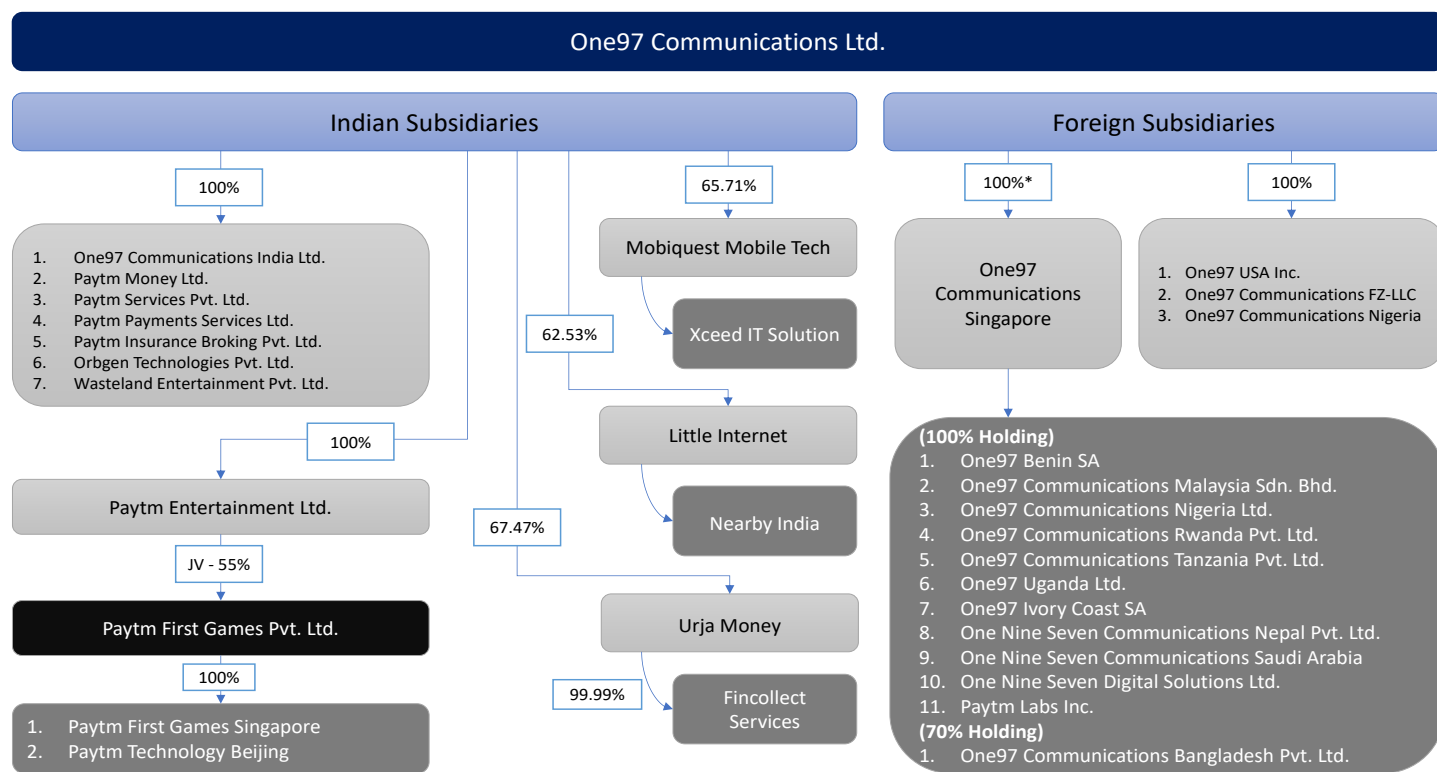 One97 Communications Ltd.
Indian Subsidiaries
Foreign Subsidiaries
100%
65.71%
100%*
100%
1. One97 Communications India Ltd.
2. Paytm Money Ltd.
3. Paytm Services Pvt. Ltd.
4. Paytm Payments Services Ltd.
5. Paytm Insurance Broking Pvt. Ltd.
6. Orbgen Technologies Pvt. Ltd.
7. Wasteland Entertainment Pvt. Ltd.
Mobiquest Mobile Tech
Xceed IT Solution
62.53%
One97
Communications
Singapore
1. One97 USA Inc.
2. One97 Communications FZ-LLC
3. One97 Communications Nigeria
100%
Little Internet
Paytm Entertainment Ltd.
Nearby India
67.47%
JV - 55%
Paytm First Games Pvt. Ltd.
Urja Money
100%
99.99%
Fincollect
Services
1. Paytm First Games Singapore
2. Paytm Technology Beijing
(100% Holding)
1. One97 Benin SA
2. One97 Communications Malaysia Sdn. Bhd.
3. One97 Communications Nigeria Ltd.
4. One97 Communications Rwanda Pvt. Ltd.
5. One97 Communications Tanzania Pvt. Ltd.
6. One97 Uganda Ltd.
7. One97 Ivory Coast SA
8. One Nine Seven Communications Nepal Pvt. Ltd.
9. One Nine Seven Communications Saudi Arabia
10. One Nine Seven Digital Solutions Ltd.
11. Paytm Labs Inc.
(70% Holding)
1. One97 Communications Bangladesh Pvt. Ltd.